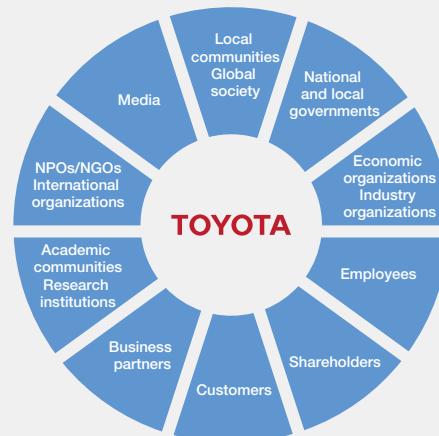 Local
communities
Global
society
National
and local
governments
Economic
organizations
Industry
organizations
Employees
Shareholders
Customers
Business
partners
Academic
communities
Research
institutions
NPOs/NGOs
International
organizations
Media
TOYOTA